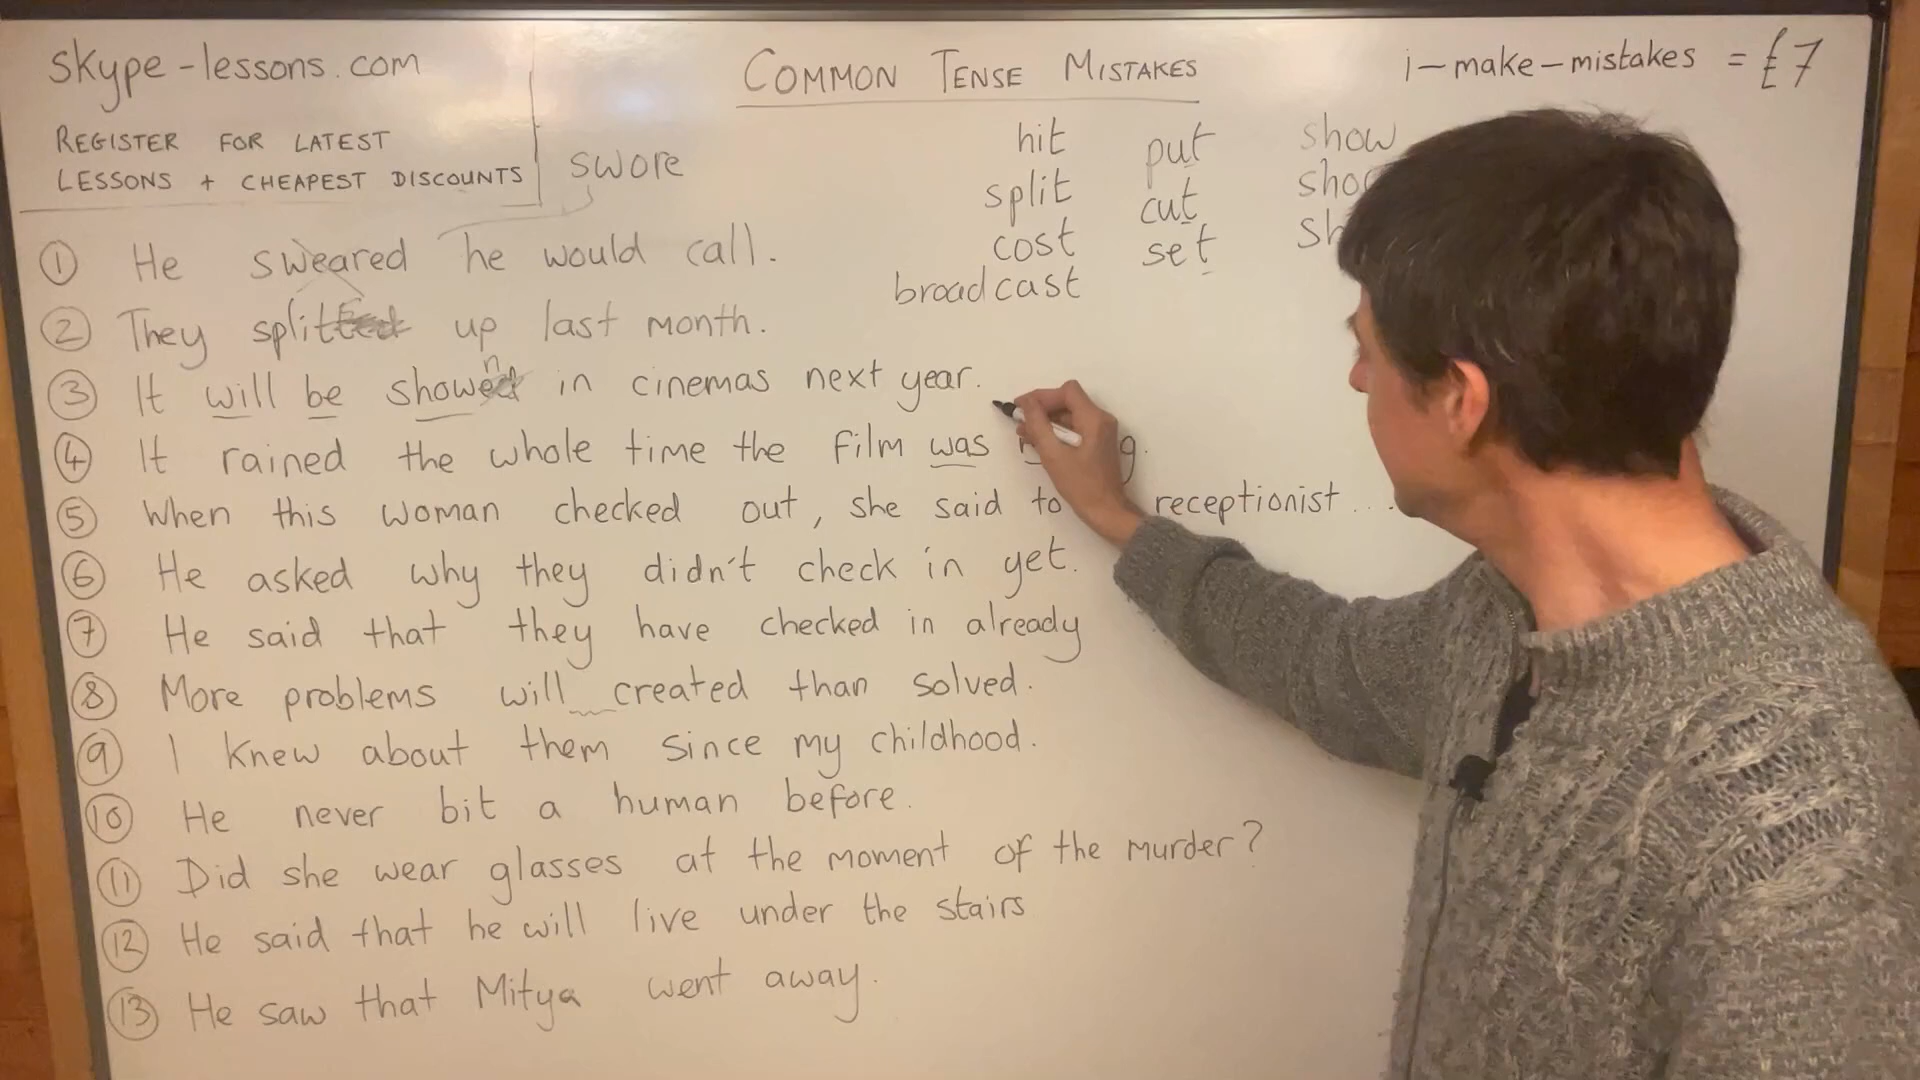 skype-lessons.com
REGISTER FOR LATEST
LESSONS + CHEAPEST DISCOUNTS
COMMON TENSE MISTAKES
i-make-mistakes = £7
swore
hit
split
cost
broadcast
put
cut
set
show
① He sweared he would call.
② They split up last month.
③ It will be shown in cinemas next year.
④ It rained the whole time the film was
⑤ When this woman checked out, she said to receptionist ...
⑥ He asked why they didn't check in yet.
⑦ He said that they have checked in already
⑧ More problems will created than solved.
⑨ I knew about them since my childhood.
⑩ He never bit a human before.
⑪ Did she wear glasses at the moment of the murder?
⑫ He said that he will live under the stairs
⑬ He saw that Mitya went away.